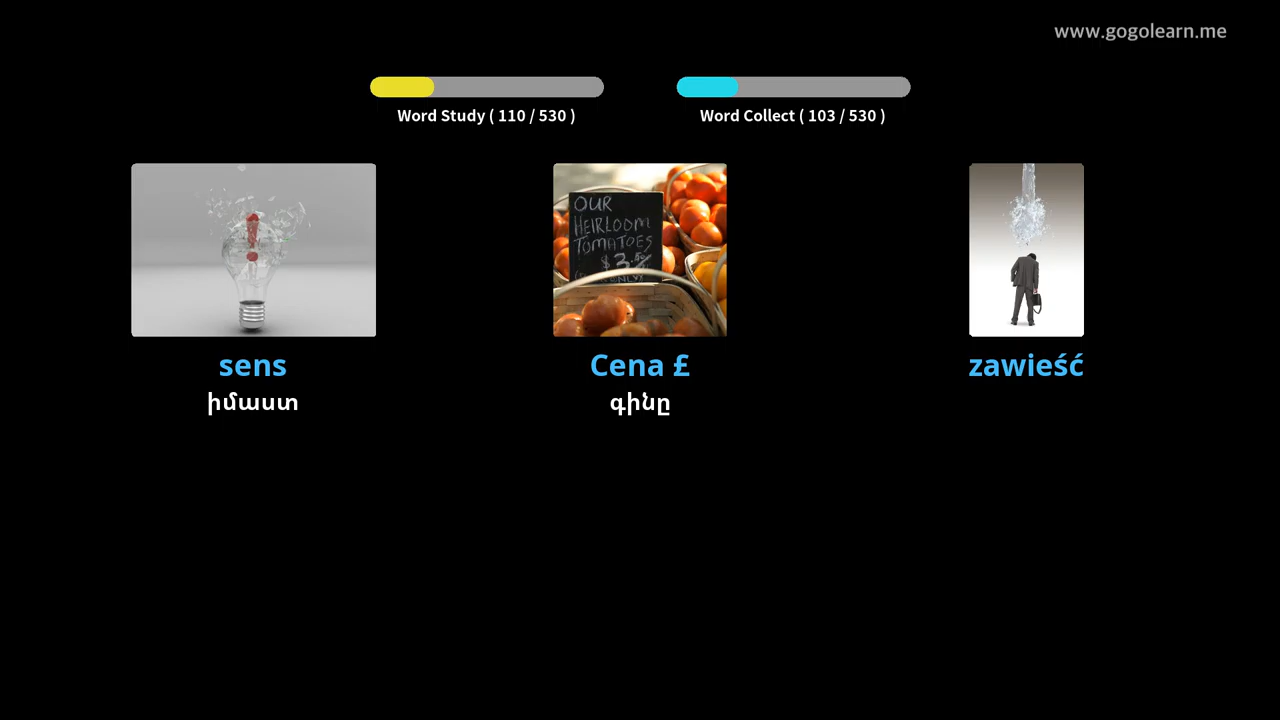 www.gogolearn.me
Word Study ( 110 / 530 )
Word Collect ( 103 / 530 )
OUR
HEIRLOOM
TOMATOES
sens
Cena £
zawieść
իմաստ
գինը